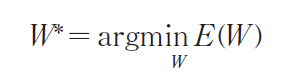 W* = argmin E(W)
W